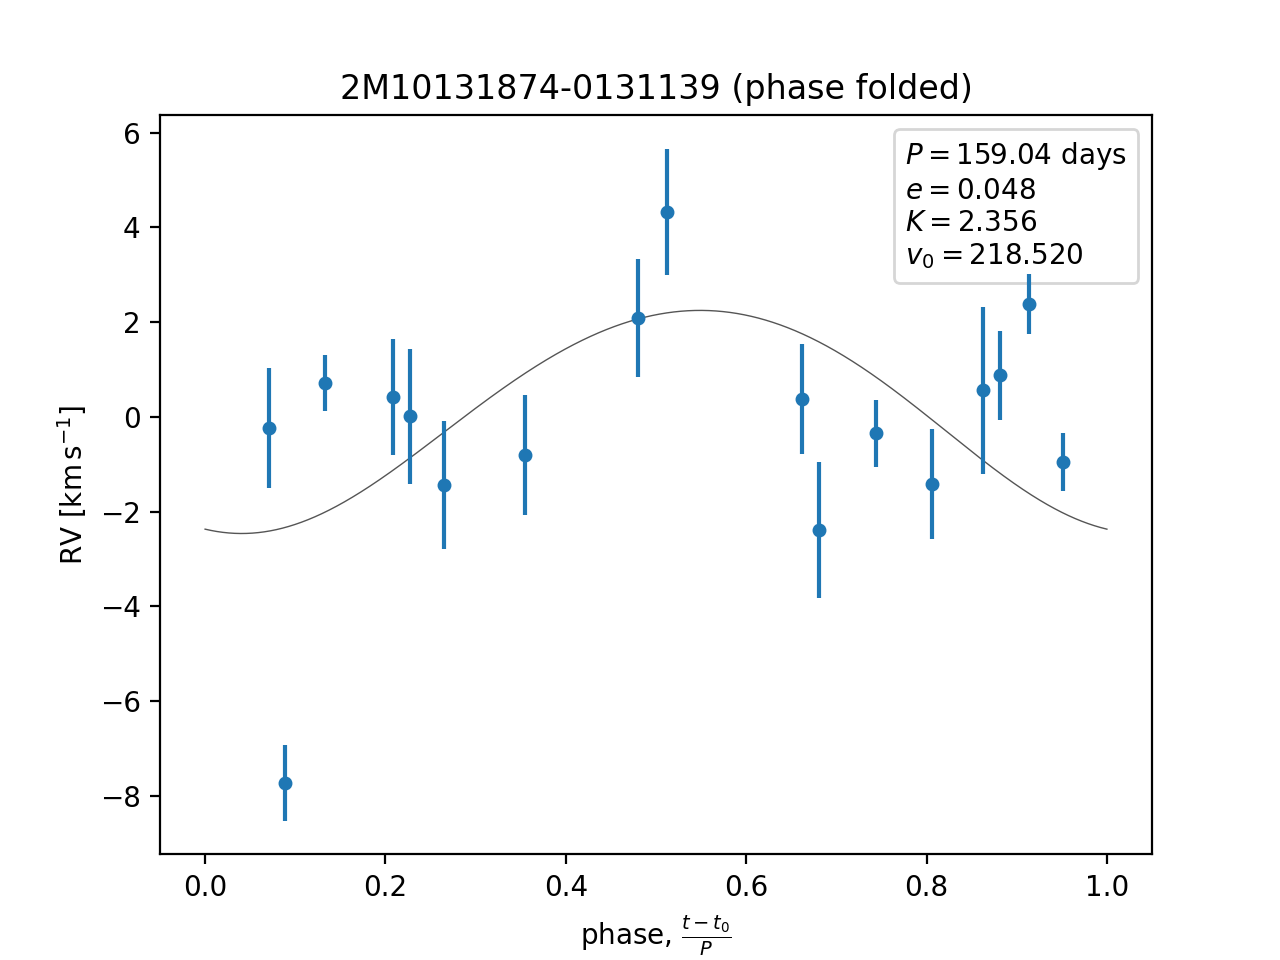 2M10131874-0131139 (phase folded)
P = 159.04 days
e = 0.048
K = 2.356
v₀ = 218.520
6
4
2
0
−2
−4
−6
−8
RV [km s⁻¹]
0.0 0.2 0.4 0.6 0.8 1.0
phase, (t − t₀)/P